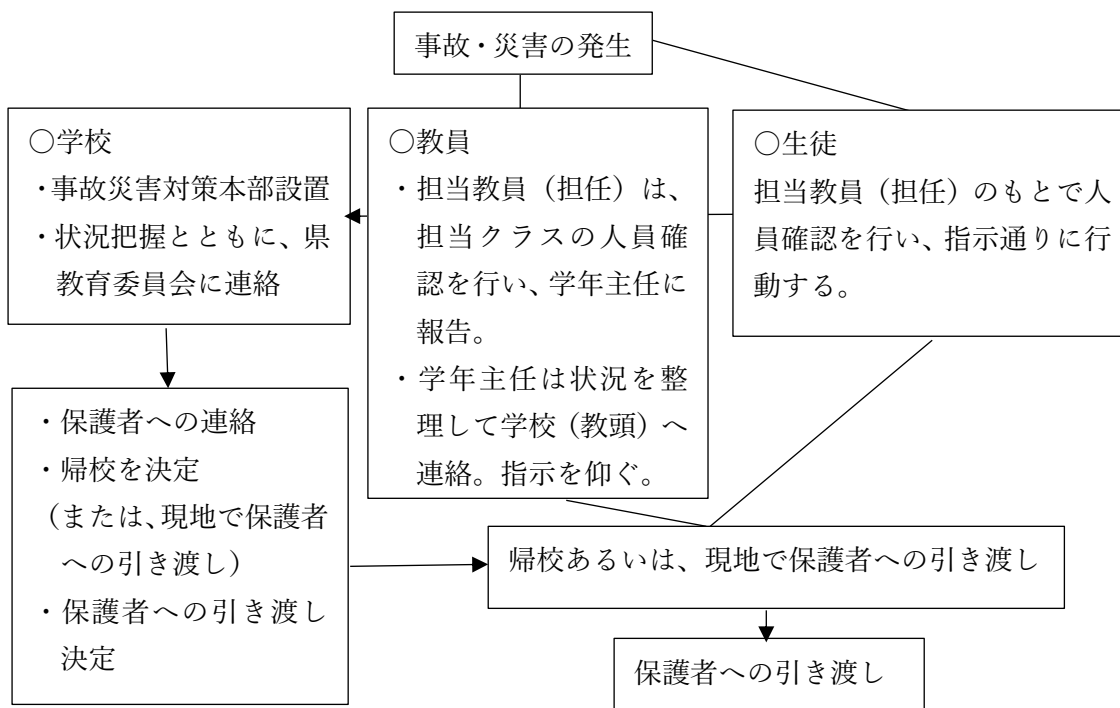 事故・災害の発生
○学校
・事故災害対策本部設置
・状況把握とともに、県
教育委員会に連絡
○教員
・担当教員（担任）は、
担当クラスの人員確
認を行い、学年主任に
報告。
・学年主任は状況を整
理して学校（教頭）へ
連絡。指示を仰ぐ。
○生徒
担当教員（担任）のもとで人
員確認を行い、指示通りに行
動する。
・保護者への連絡
・帰校を決定
（または、現地で保護者
への引き渡し）
・保護者への引き渡し
決定
帰校あるいは、現地で保護者への引き渡し
保護者への引き渡し